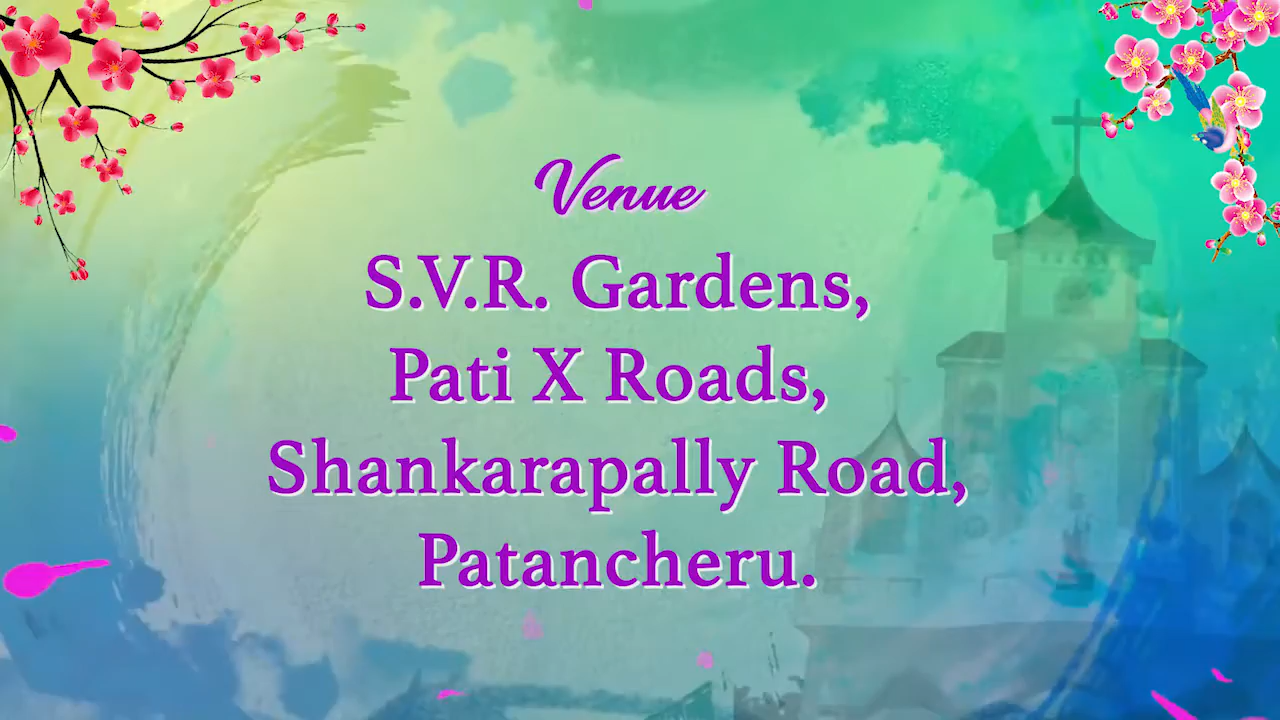 Venue
S.V.R. Gardens,
Pati X Roads,
Shankarapally Road,
Patancheru.